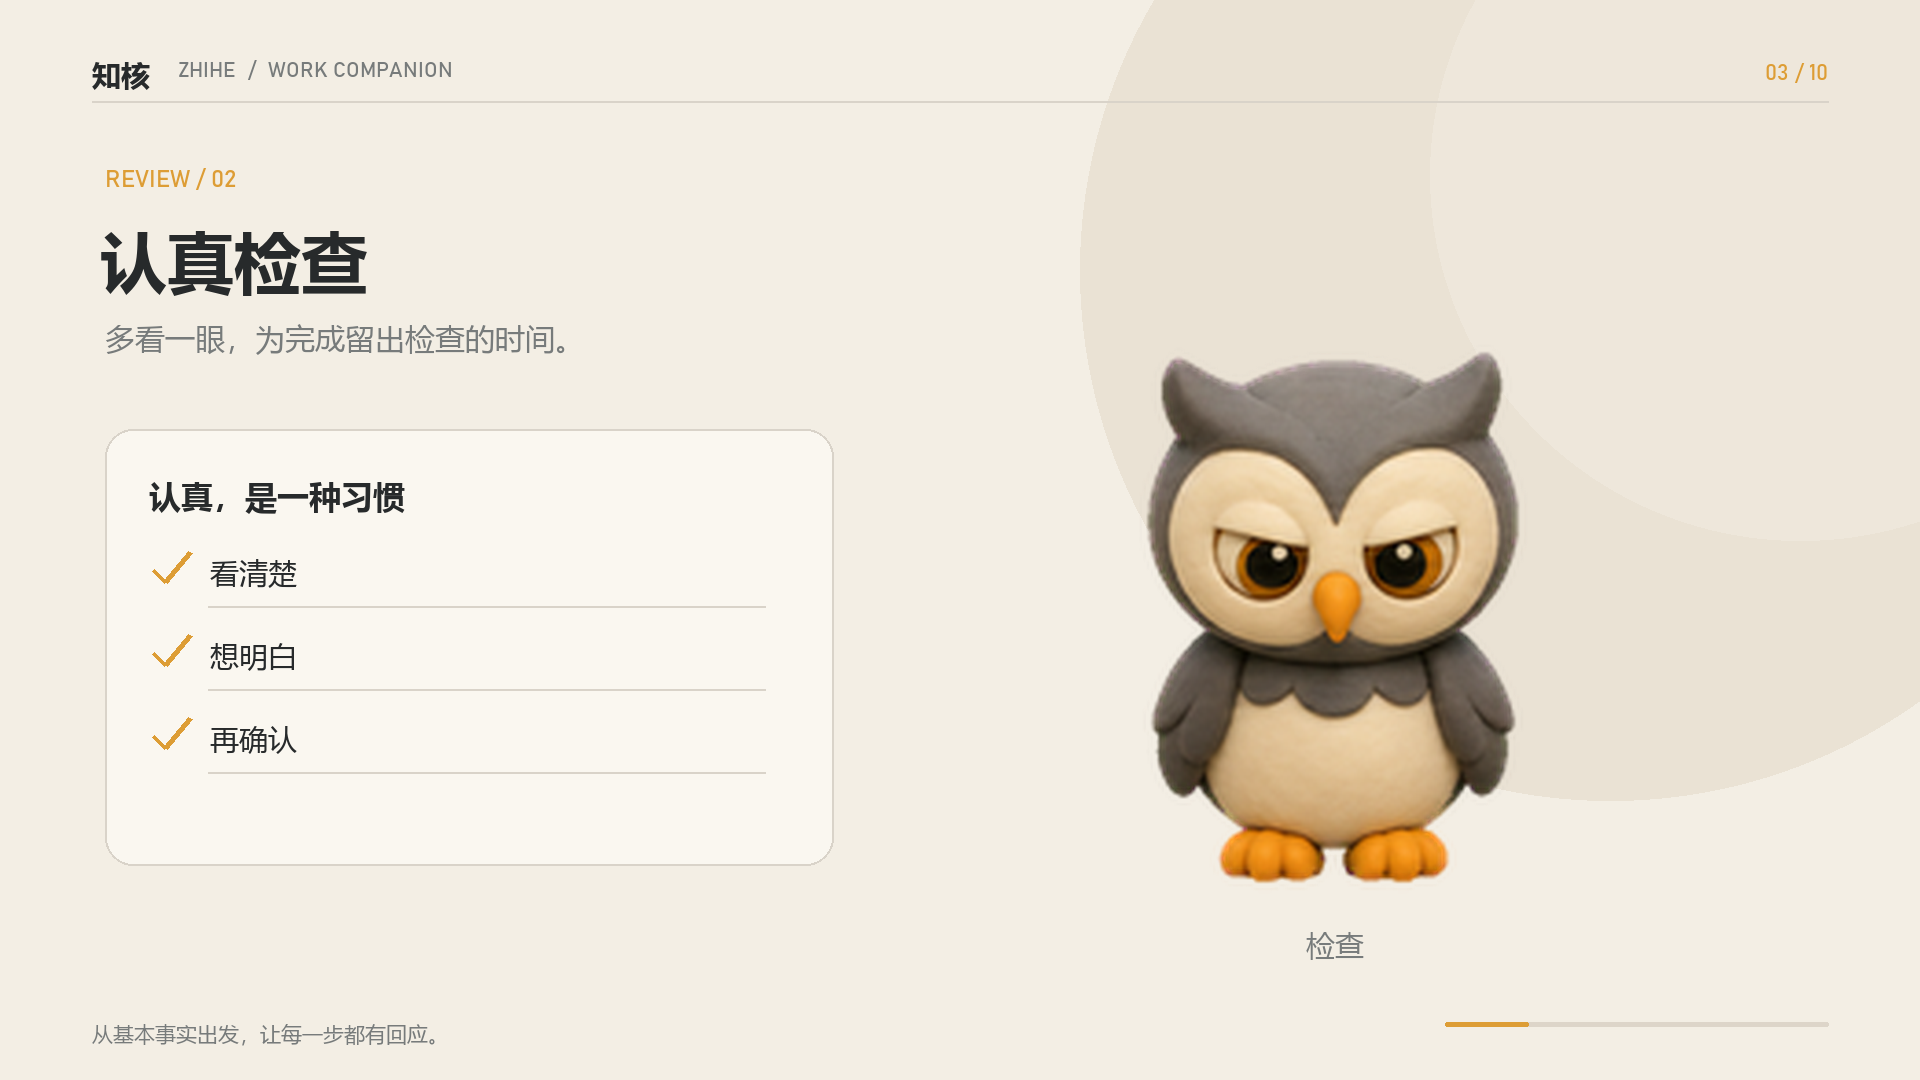 知核 ZHIHE / WORK COMPANION
03 / 10
REVIEW / 02
认真检查
多看一眼，为完成留出检查的时间。
认真，是一种习惯
看清楚
想明白
再确认
检查
从基本事实出发，让每一步都有回应。